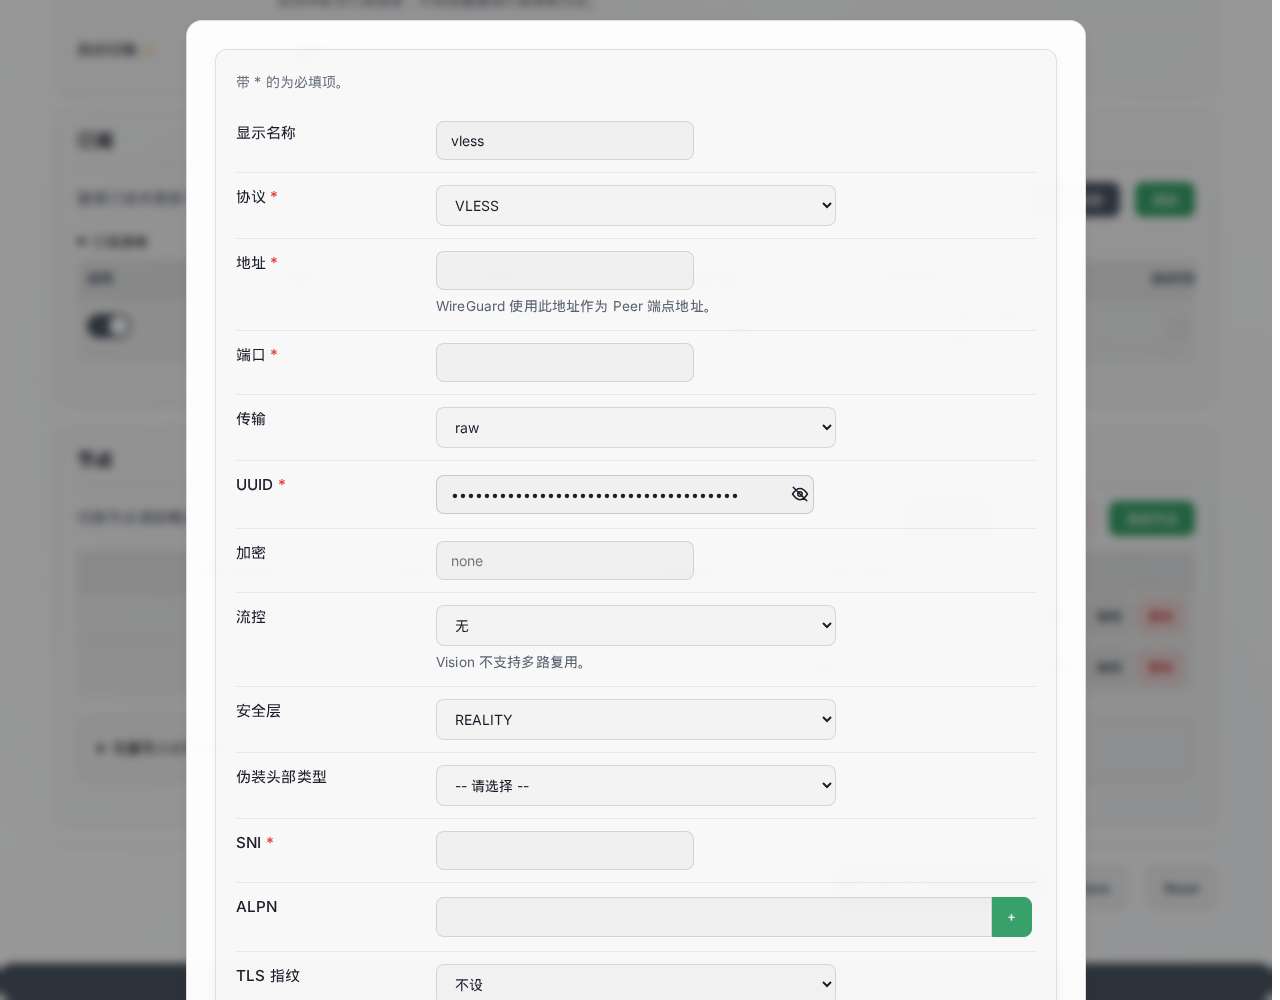 带 * 的为必填项。
显示名称
vless
协议 *
VLESS
地址 *
WireGuard 使用此地址作为 Peer 端点地址。
端口 *
传输
raw
UUID *
••••••••••••••••••••••••••••••••••••
加密
none
流控
无
Vision 不支持多路复用。
安全层
REALITY
伪装头部类型
-- 请选择 --
SNI *
ALPN
+
TLS 指纹
不设